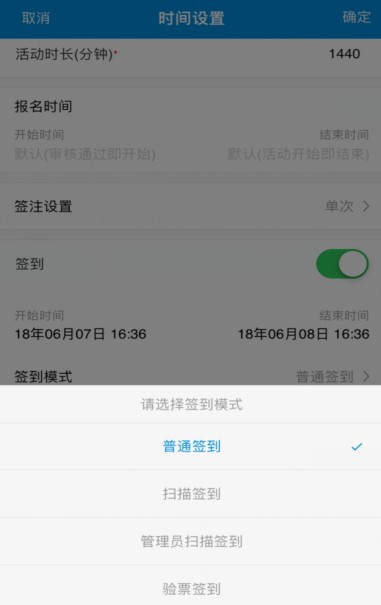 取消 时间设置 确定
活动时长(分钟)* 1440
报名时间
开始时间 结束时间
默认(审核通过即开始) 默认(活动开始即结束)
签注设置 单次
签到
开始时间 结束时间
18年06月07日 16:36 18年06月08日 16:36
签到模式 普通签到
请选择签到模式
普通签到
扫描签到
管理员扫描签到
验票签到